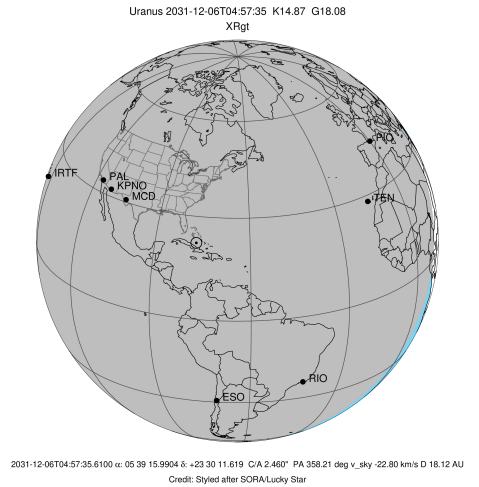 Uranus 2031-12-06T04:57:35 K14.87 G18.08
XRgt
PIC
IRTF
PAL
KPNO
MCD
TEN
RIO
ESO
2031-12-06T04:57:35.6100 α: 05 39 15.9904 δ: +23 30 11.619 C/A 2.460" PA 358.21 deg v_sky -22.80 km/s D 18.12 AU
Credit: Styled after SORA/Lucky Star